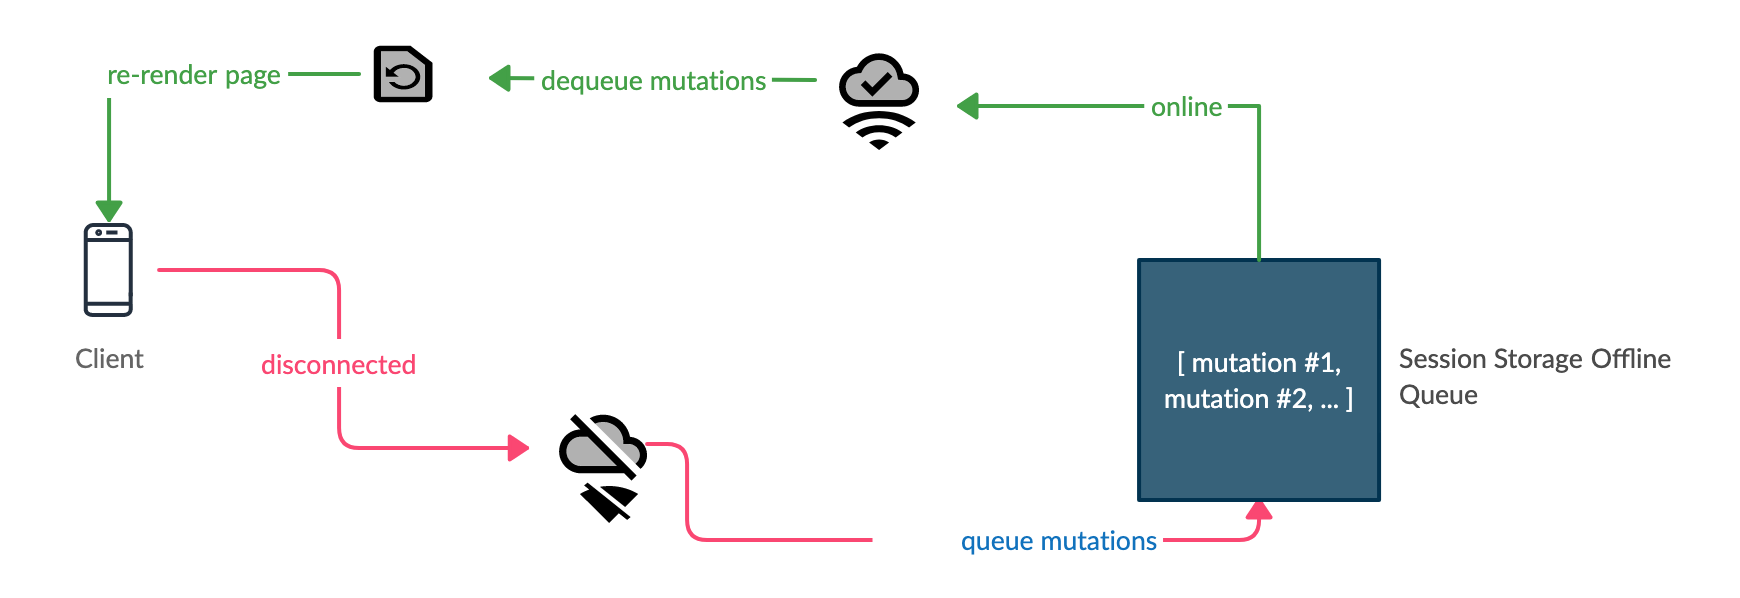 re-render page
dequeue mutations
online
Client
disconnected
[ mutation #1,
mutation #2, ... ]
Session Storage Offline
Queue
queue mutations